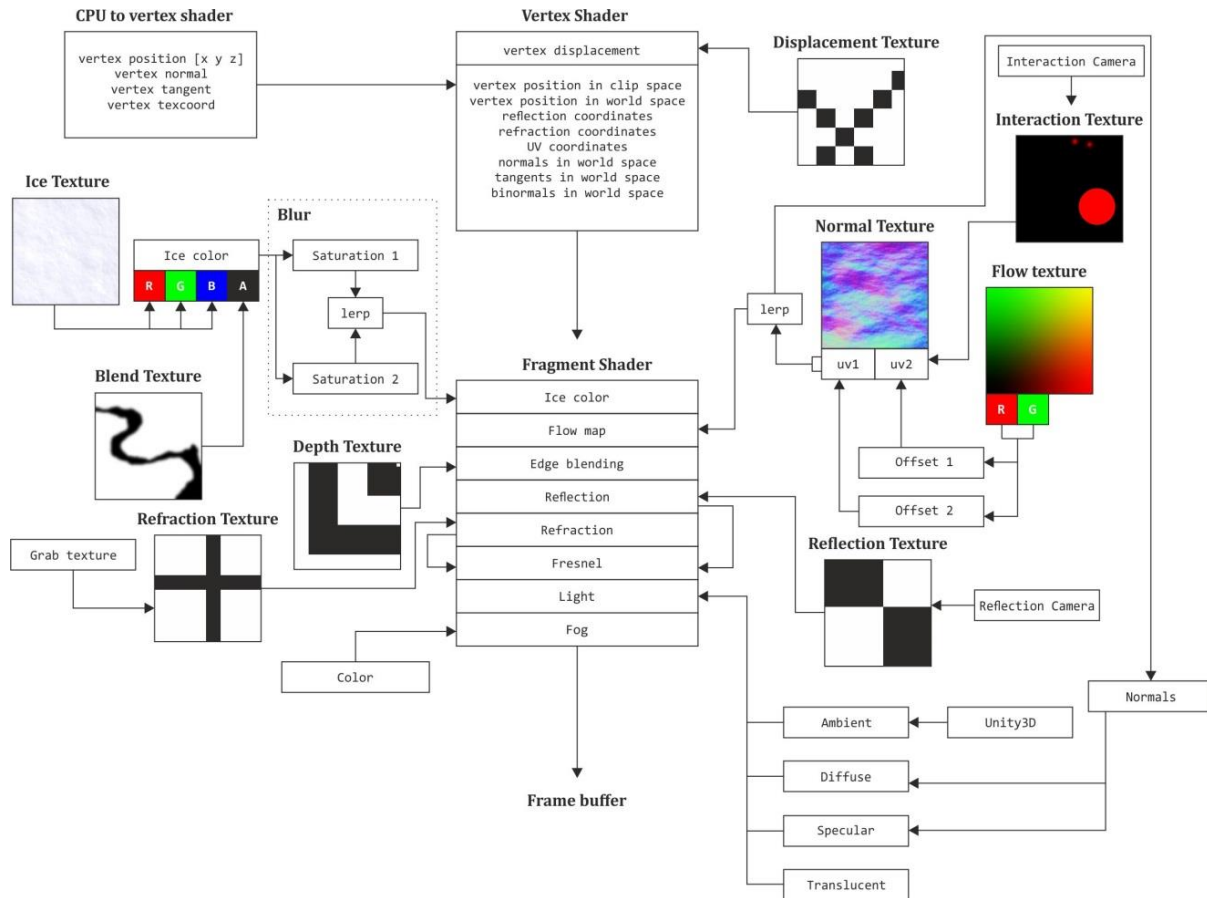 CPU to vertex shader
vertex position [x y z]
vertex normal
vertex tangent
vertex texcoord
Vertex Shader
vertex displacement
vertex position in clip space
vertex position in world space
reflection coordinates
refraction coordinates
UV coordinates
normals in world space
tangents in world space
binormals in world space
Displacement Texture
Interaction Camera
Interaction Texture
Ice Texture
Ice color
R
G
B
A
Blur
Saturation 1
lerp
Saturation 2
Blend Texture
Normal Texture
lerp
uv1
uv2
Flow texture
R
G
Offset 1
Offset 2
Fragment Shader
Ice color
Flow map
Edge blending
Reflection
Refraction
Fresnel
Light
Fog
Depth Texture
Refraction Texture
Grab texture
Color
Reflection Texture
Reflection Camera
Normals
Ambient
Unity3D
Diffuse
Specular
Translucent
Frame buffer